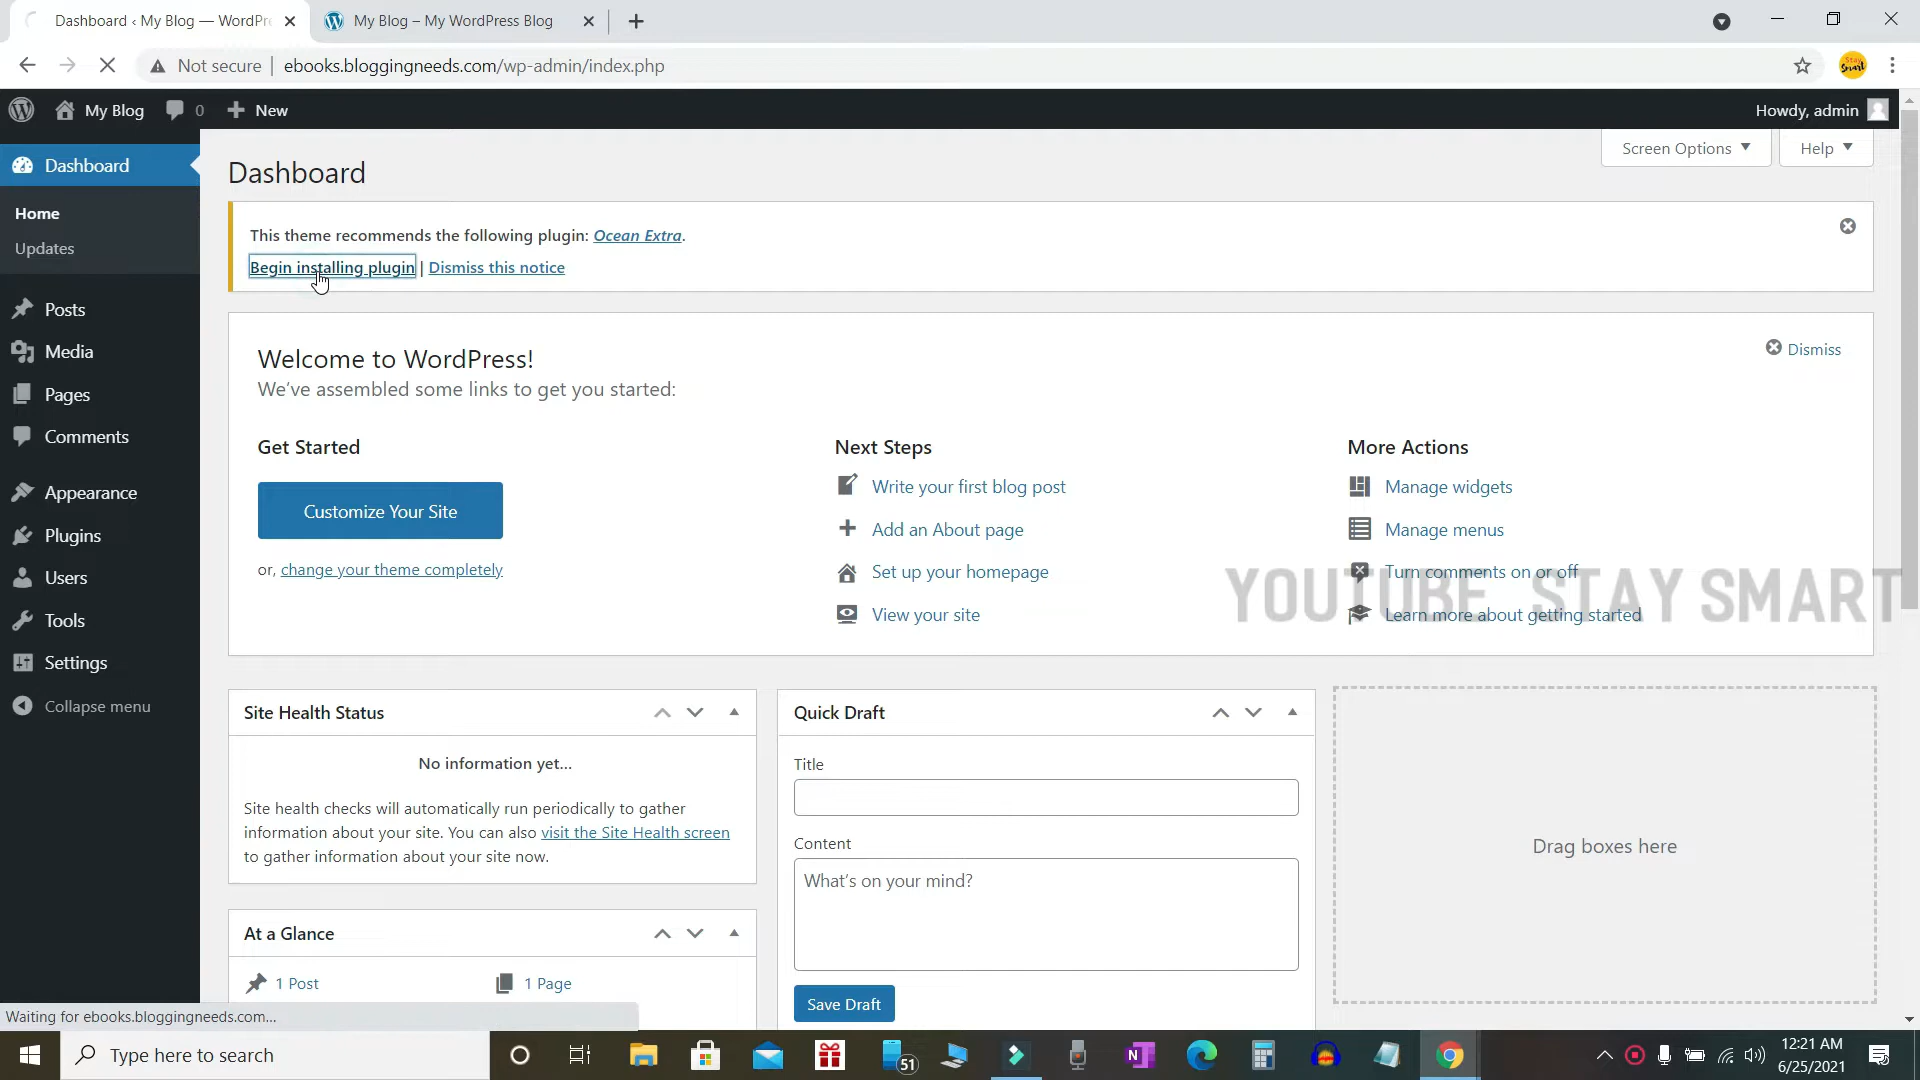 Dashboard ‹ My Blog — WordPre
My Blog – My WordPress Blog
Not secure
ebooks.bloggingneeds.com/wp-admin/index.php
Stay Smart
My Blog
0
New
Howdy, admin
Dashboard
Home
Updates
Posts
Media
Pages
Comments
Appearance
Plugins
Users
Tools
Settings
Collapse menu
Screen Options
Help
Dashboard
This theme recommends the following plugin: Ocean Extra.
Begin installing plugin | Dismiss this notice
Welcome to WordPress!
We've assembled some links to get you started:
Dismiss
Get Started
Customize Your Site
or, change your theme completely
Next Steps
Write your first blog post
Add an About page
Set up your homepage
View your site
More Actions
Manage widgets
Manage menus
Turn comments on or off
Learn more about getting started
YOUTUBE STAY SMART
Site Health Status
No information yet...
Site health checks will automatically run periodically to gather
information about your site. You can also visit the Site Health screen
to gather information about your site now.
At a Glance
1 Post
1 Page
Quick Draft
Title
Content
What's on your mind?
Save Draft
Drag boxes here
Waiting for ebooks.bloggingneeds.com...
Type here to search
51
N
12:21 AM
6/25/2021